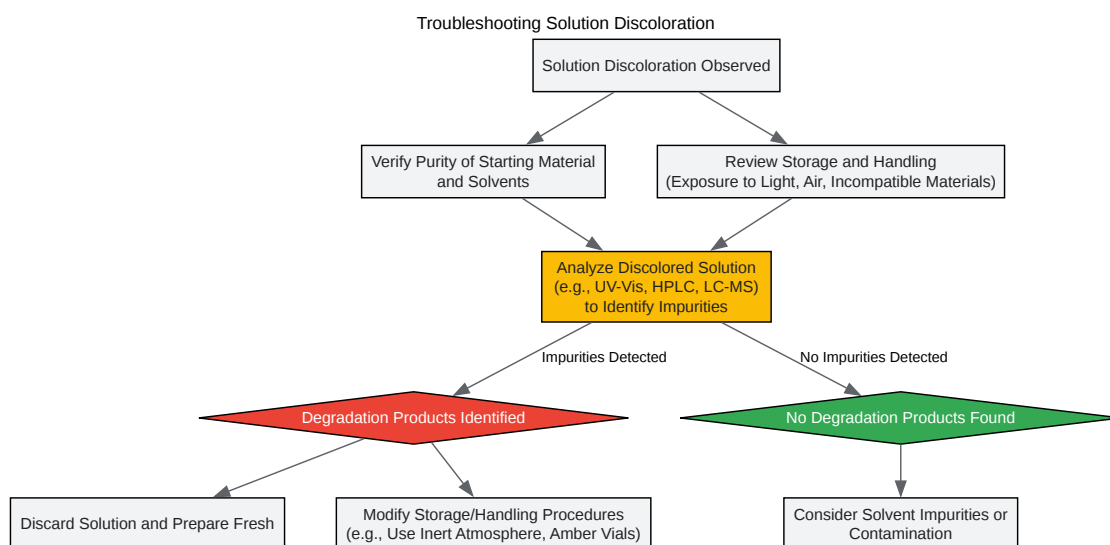 Troubleshooting Solution Discoloration
Solution Discoloration Observed
Verify Purity of Starting Material
and Solvents
Review Storage and Handling
(Exposure to Light, Air, Incompatible Materials)
Analyze Discolored Solution
(e.g., UV-Vis, HPLC, LC-MS)
to Identify Impurities
Impurities Detected
No Impurities Detected
Degradation Products Identified
No Degradation Products Found
Discard Solution and Prepare Fresh
Modify Storage/Handling Procedures
(e.g., Use Inert Atmosphere, Amber Vials)
Consider Solvent Impurities or
Contamination